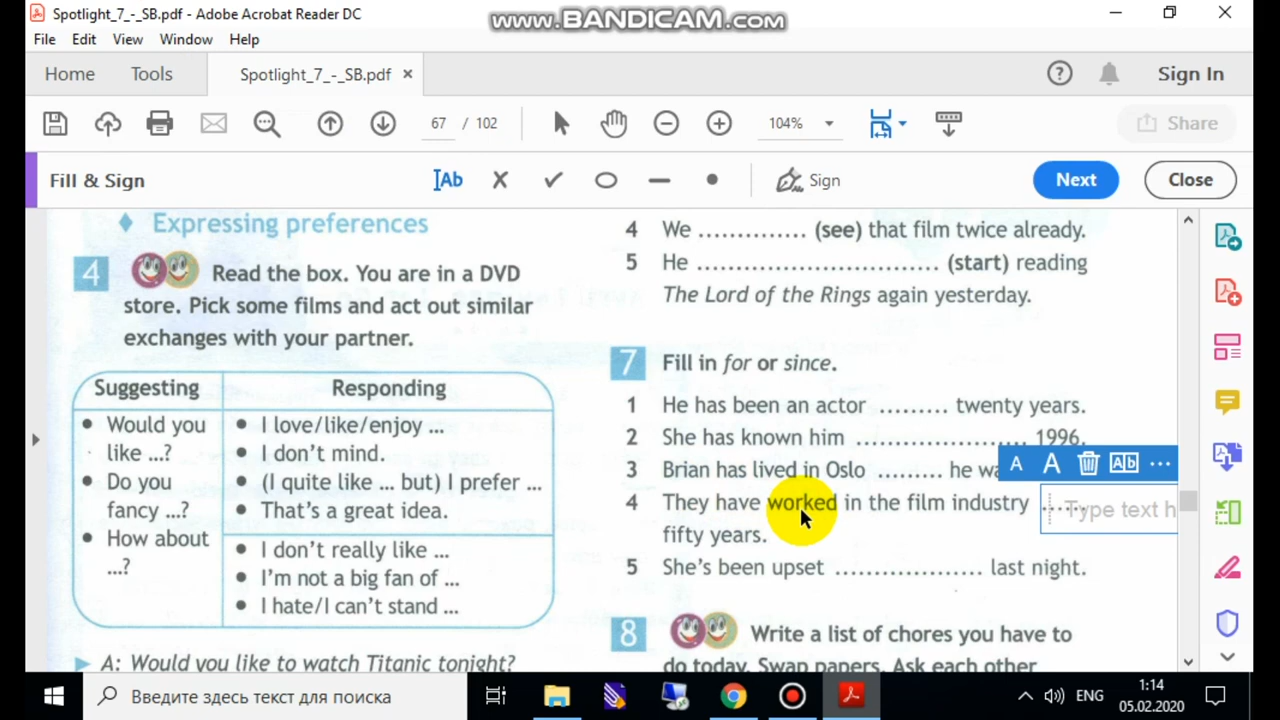 Spotlight_7_-_SB.pdf - Adobe Acrobat Reader DC
www.BANDICAM.com
File Edit View Window Help
Home Tools Spotlight_7_-_SB.pdf × Sign In
67 / 102 104% Share
Fill & Sign Ab Sign Next Close
Expressing preferences
4 Read the box. You are in a DVD
store. Pick some films and act out similar
exchanges with your partner.
Suggesting Responding
• Would you
like ...?
• Do you
fancy ...?
• How about
...?
• I love/like/enjoy ...
• I don't mind.
• (I quite like ... but) I prefer ...
• That's a great idea.
• I don't really like ...
• I'm not a big fan of ...
• I hate/I can't stand ...
A: Would you like to watch Titanic tonight?
4 We .............. (see) that film twice already.
5 He ............................... (start) reading
The Lord of the Rings again yesterday.
7 Fill in for or since.
1 He has been an actor ......... twenty years.
2 She has known him ...................... 1996.
3 Brian has lived in Oslo ........ he
A A Ab ...
4 They have worked in the film industry ......
Type text h
fifty years.
5 She's been upset ................... last night.
8 Write a list of chores you have to
do today. Swap papers. Ask each other
Введите здесь текст для поиска
ENG
1:14
05.02.2020